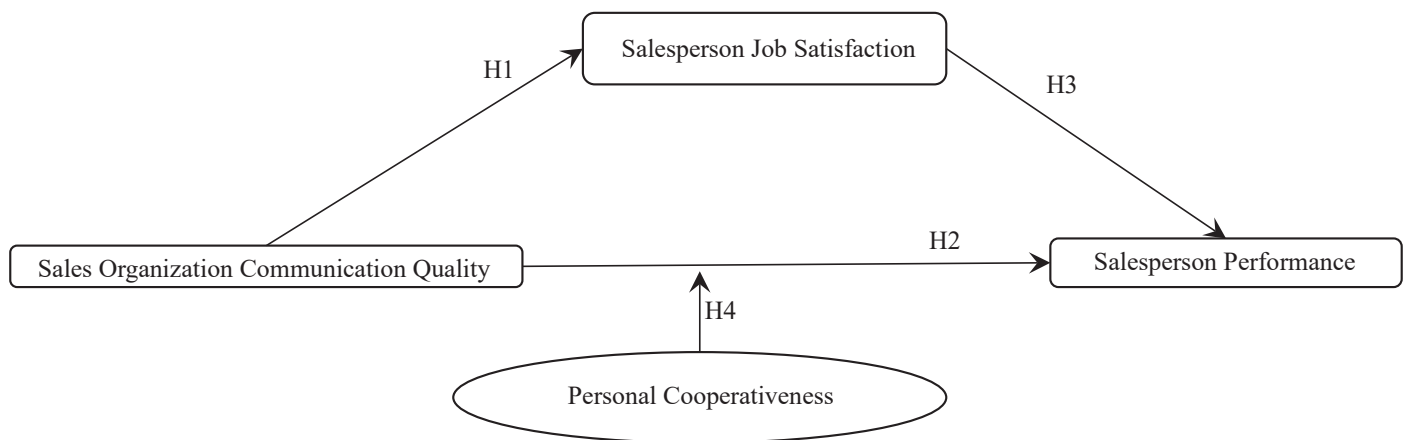 Salesperson Job Satisfaction
H1
H3
H2
Sales Organization Communication Quality
Salesperson Performance
H4
Personal Cooperativeness